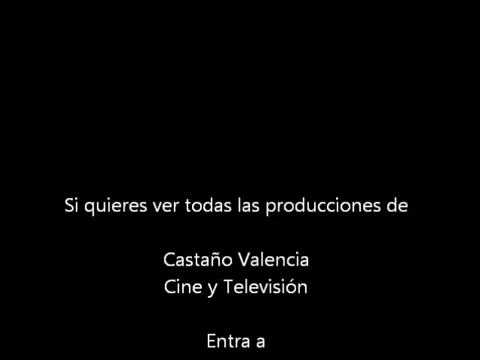 Si quieres ver todas las producciones de
Castaño Valencia
Cine y Televisión
Entra a